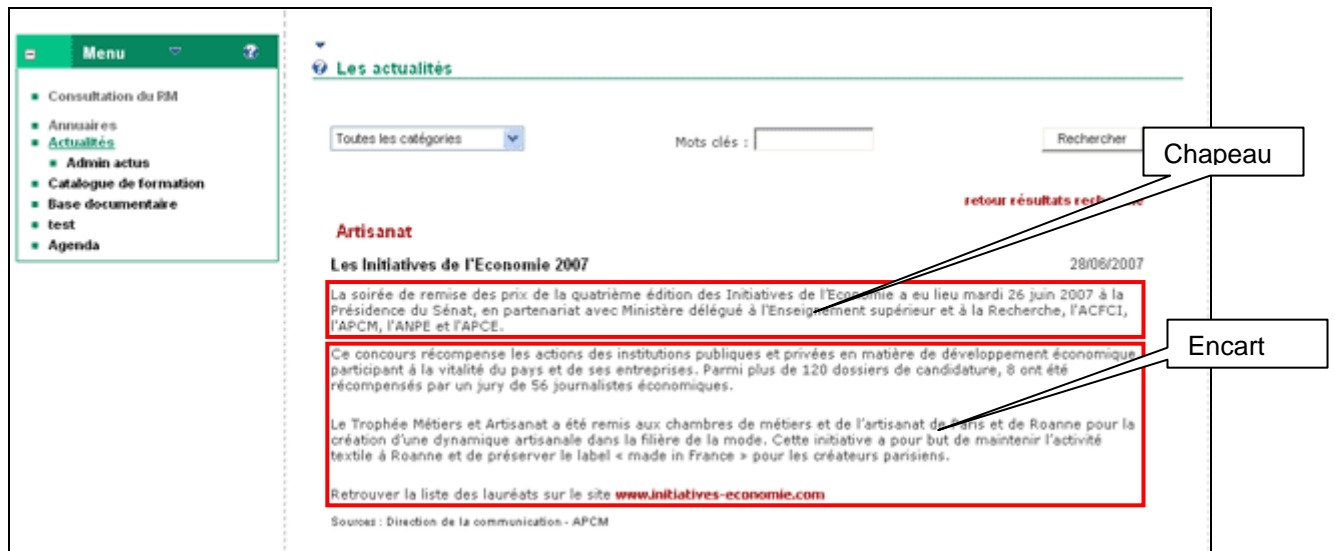 Menu
Consultation du RM
Annuaires
Actualités
Admin actus
Catalogue de formation
Base documentaire
test
Agenda
Les actualités
Toutes les catégories
Mots clés :
Rechercher
Chapeau
retour résultats recherche
Artisanat
Les Initiatives de l'Economie 2007
28/06/2007
La soirée de remise des prix de la quatrième édition des Initiatives de l'Economie a eu lieu mardi 26 juin 2007 à la
Présidence du Sénat, en partenariat avec Ministère délégué à l'Enseignement supérieur et à la Recherche, l'ACFCI,
l'APCM, l'ANPE et l'APCE.
Encart
Ce concours récompense les actions des institutions publiques et privées en matière de développement économique
participant à la vitalité du pays et de ses entreprises. Parmi plus de 120 dossiers de candidature, 8 ont été
récompensés par un jury de 56 journalistes économiques.
Le Trophée Métiers et Artisanat a été remis aux chambres de métiers et de l'artisanat de Paris et de Roanne pour la
création d'une dynamique artisanale dans la filière de la mode. Cette initiative a pour but de maintenir l'activité
textile à Roanne et de préserver le label « made in France » pour les créateurs parisiens.
Retrouver la liste des lauréats sur le site www.initiatives-economie.com
Sources : Direction de la communication - APCM